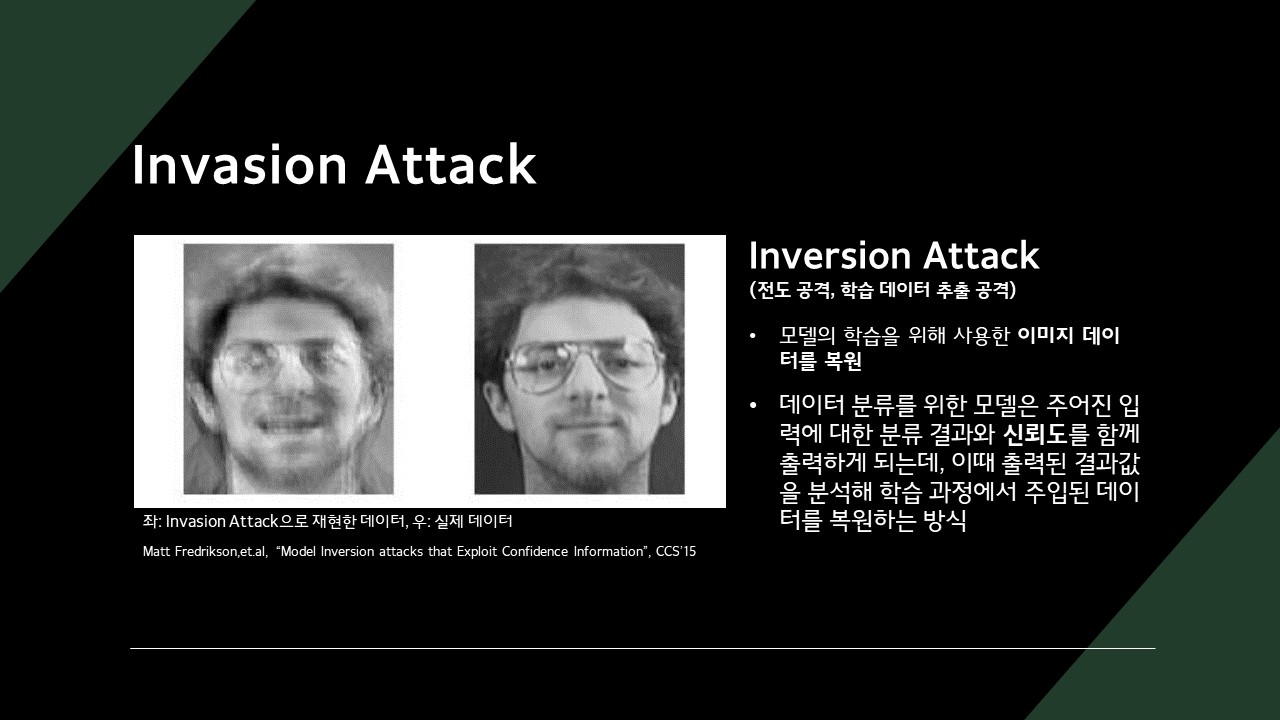 Invasion Attack
좌: Invasion Attack으로 재현한 데이터, 우: 실제 데이터
Matt Fredrikson,et.al, “Model Inversion attacks that Exploit Confidence Information”, CCS’15
Inversion Attack
(전도 공격, 학습 데이터 추출 공격)
• 모델의 학습을 위해 사용한 이미지 데이
터를 복원
• 데이터 분류를 위한 모델은 주어진 입
력에 대한 분류 결과와 신뢰도를 함께
출력하게 되는데, 이때 출력된 결과값
을 분석해 학습 과정에서 주입된 데이
터를 복원하는 방식